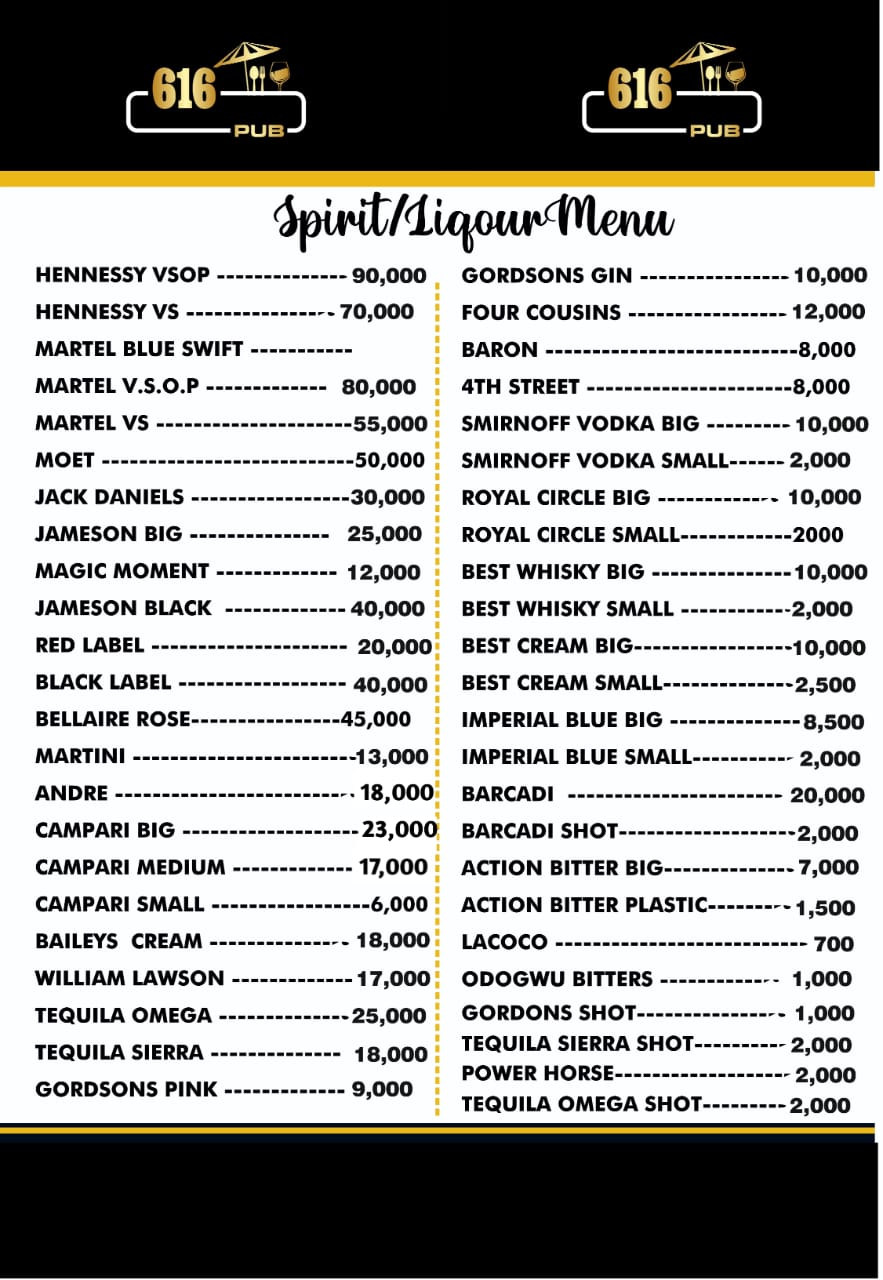 616
PUB
616
PUB
Spirit/Liqour Menu
HENNESSY VSOP -------------- 90,000
HENNESSY VS ---------------- 70,000
MARTEL BLUE SWIFT -----------
MARTEL V.S.O.P ------------- 80,000
MARTEL VS ---------------------55,000
MOET ---------------------------50,000
JACK DANIELS -----------------30,000
JAMESON BIG --------------- 25,000
MAGIC MOMENT ------------- 12,000
JAMESON BLACK ------------- 40,000
RED LABEL --------------------- 20,000
BLACK LABEL ------------------ 40,000
BELLAIRE ROSE----------------45,000
MARTINI ------------------------13,000
ANDRE -------------------------- 18,000
CAMPARI BIG ------------------- 23,000
CAMPARI MEDIUM ------------- 17,000
CAMPARI SMALL -----------------6,000
BAILEYS CREAM --------------- 18,000
WILLIAM LAWSON ------------- 17,000
TEQUILA OMEGA --------------25,000
TEQUILA SIERRA -------------- 18,000
GORDSONS PINK ------------- 9,000
GORDSONS GIN ---------------- 10,000
FOUR COUSINS ----------------- 12,000
BARON ---------------------------8,000
4TH STREET ----------------------8,000
SMIRNOFF VODKA BIG --------- 10,000
SMIRNOFF VODKA SMALL------ 2,000
ROYAL CIRCLE BIG ------------- 10,000
ROYAL CIRCLE SMALL------------2000
BEST WHISKY BIG ---------------10,000
BEST WHISKY SMALL ------------2,000
BEST CREAM BIG-----------------10,000
BEST CREAM SMALL--------------2,500
IMPERIAL BLUE BIG --------------8,500
IMPERIAL BLUE SMALL----------- 2,000
BARCADI ----------------------- 20,000
BARCADI SHOT-------------------2,000
ACTION BITTER BIG--------------7,000
ACTION BITTER PLASTIC--------- 1,500
LACOCO --------------------------- 700
ODOGWU BITTERS ------------- 1,000
GORDONS SHOT---------------- 1,000
TEQUILA SIERRA SHOT---------- 2,000
POWER HORSE------------------- 2,000
TEQUILA OMEGA SHOT---------2,000